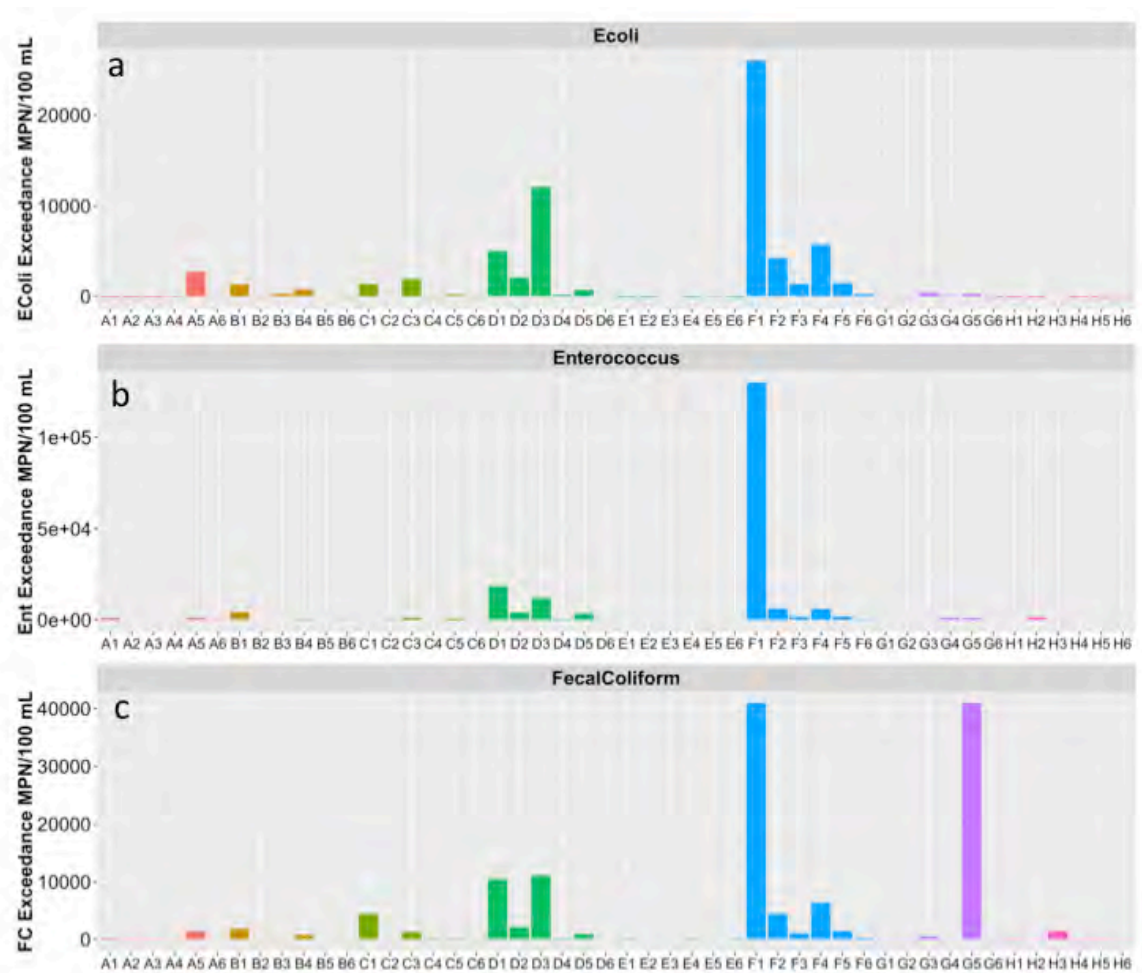 Ecoli
a
EColi Exceedance MPN/100 mL
20000
10000
0
A1 A2 A3 A4 A5 A6 B1 B2 B3 B4 B5 B6 C1 C2 C3 C4 C5 C6 D1 D2 D3 D4 D5 D6 E1 E2 E3 E4 E5 E6 F1 F2 F3 F4 F5 F6 G1 G2 G3 G4 G5 G6 H1 H2 H3 H4 H5 H6
Enterococcus
b
Ent Exceedance MPN/100 mL
1e+05
5e+04
0e+00
A1 A2 A3 A4 A5 A6 B1 B2 B3 B4 B5 B6 C1 C2 C3 C4 C5 C6 D1 D2 D3 D4 D5 D6 E1 E2 E3 E4 E5 E6 F1 F2 F3 F4 F5 F6 G1 G2 G3 G4 G5 G6 H1 H2 H3 H4 H5 H6
FecalColiform
c
FC Exceedance MPN/100 mL
40000
30000
20000
10000
0
A1 A2 A3 A4 A5 A6 B1 B2 B3 B4 B5 B6 C1 C2 C3 C4 C5 C6 D1 D2 D3 D4 D5 D6 E1 E2 E3 E4 E5 E6 F1 F2 F3 F4 F5 F6 G1 G2 G3 G4 G5 G6 H1 H2 H3 H4 H5 H6